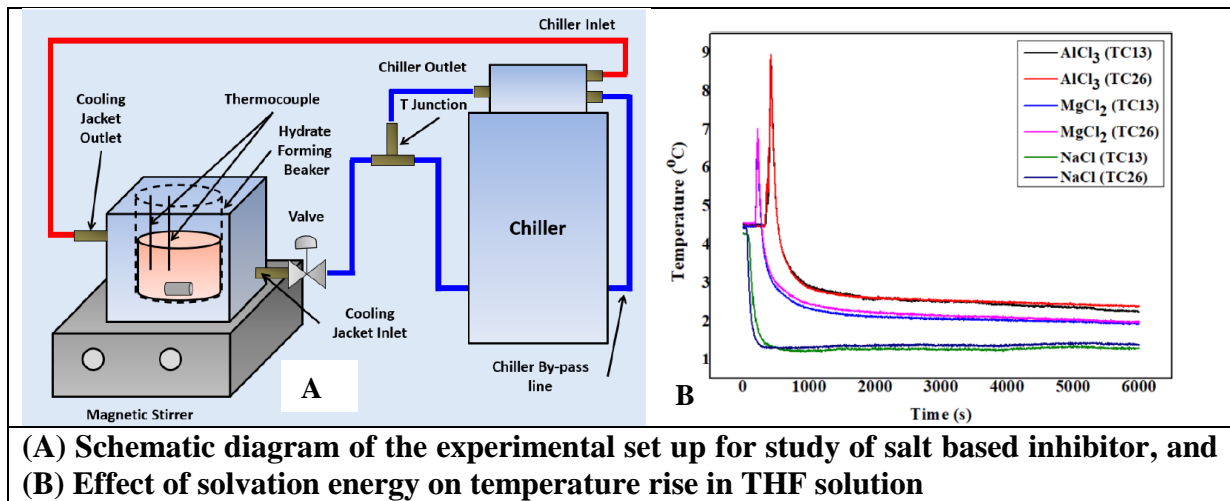 Chiller Inlet
Chiller Outlet
T Junction
Thermocouple
Cooling
Jacket
Outlet
Hydrate
Forming
Beaker
Valve
Chiller
Cooling
Jacket Inlet
Chiller By-pass
line
A
Magnetic Stirrer
B
Temperature (⁰C)
9
8
7
6
5
4
3
2
1
0 1000 2000 3000 4000 5000 6000
Time (s)
AlCl₃ (TC13)
AlCl₃ (TC26)
MgCl₂ (TC13)
MgCl₂ (TC26)
NaCl (TC13)
NaCl (TC26)
(A) Schematic diagram of the experimental set up for study of salt based inhibitor, and
(B) Effect of solvation energy on temperature rise in THF solution